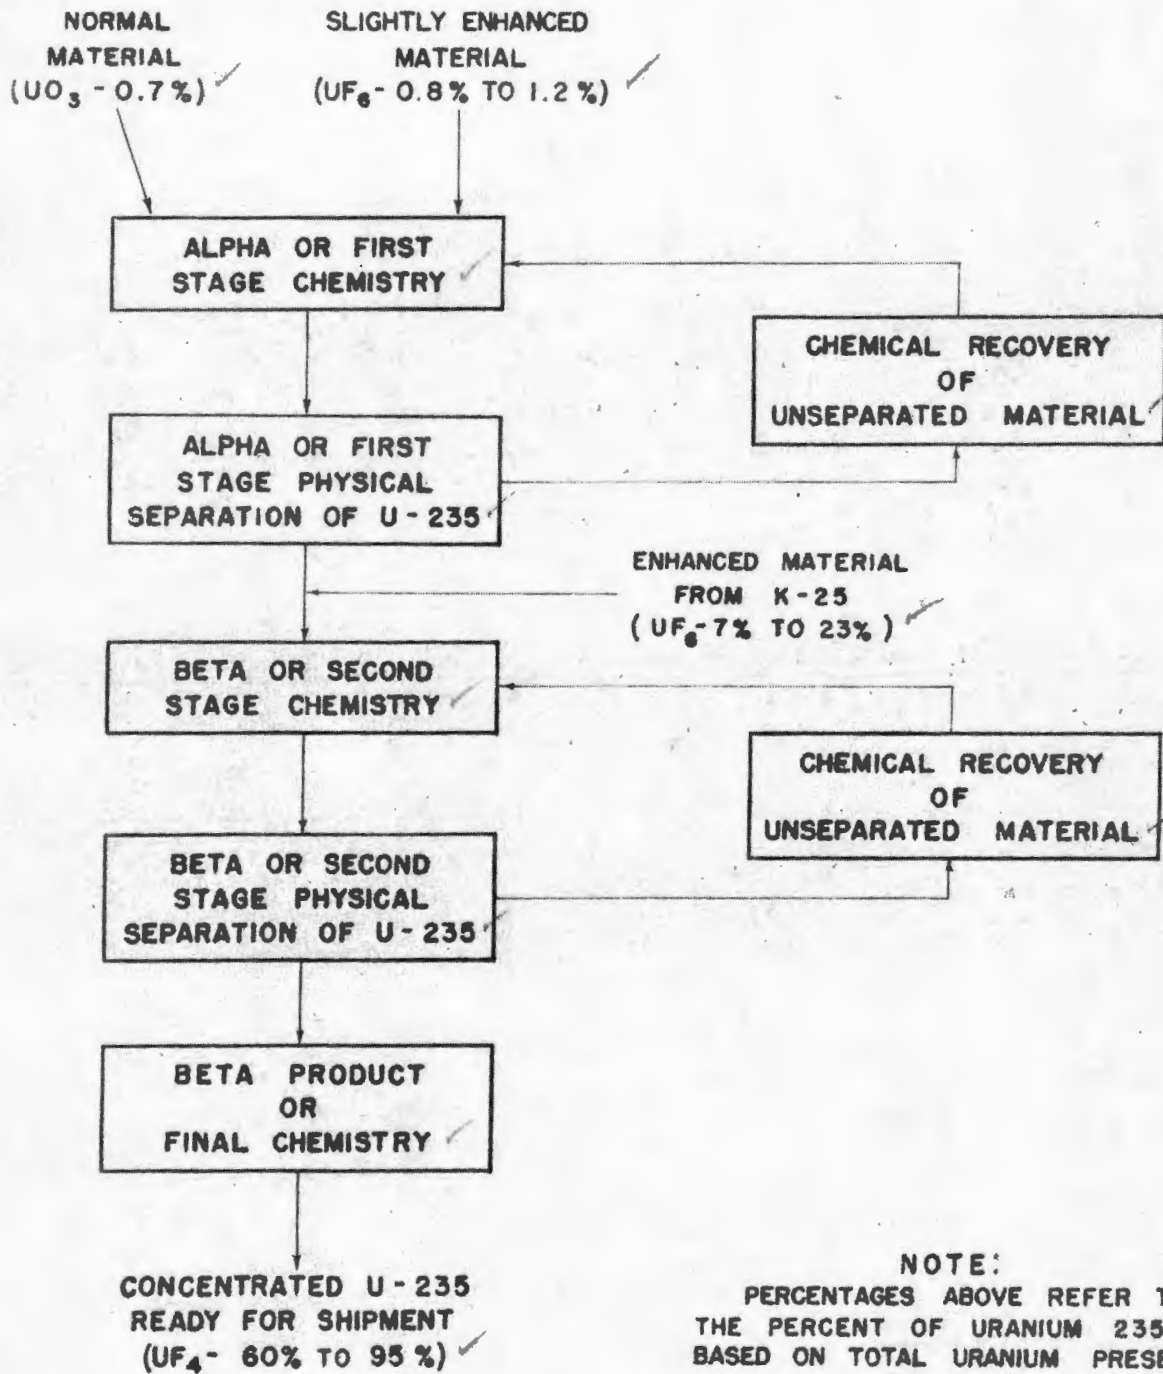 NORMAL
MATERIAL
(UO₃ - 0.7%)
SLIGHTLY ENHANCED
MATERIAL
(UF₆- 0.8% TO 1.2%)
ALPHA OR FIRST
STAGE CHEMISTRY
CHEMICAL RECOVERY
OF
UNSEPARATED MATERIAL
ALPHA OR FIRST
STAGE PHYSICAL
SEPARATION OF U-235
ENHANCED MATERIAL
FROM K-25
(UF₆-7% TO 23%)
BETA OR SECOND
STAGE CHEMISTRY
CHEMICAL RECOVERY
OF
UNSEPARATED MATERIAL
BETA OR SECOND
STAGE PHYSICAL
SEPARATION OF U-235
BETA PRODUCT
OR
FINAL CHEMISTRY
CONCENTRATED U-235
READY FOR SHIPMENT
(UF₄- 60% TO 95%)
NOTE:
PERCENTAGES ABOVE REFER T
THE PERCENT OF URANIUM 235
BASED ON TOTAL URANIUM PRESE